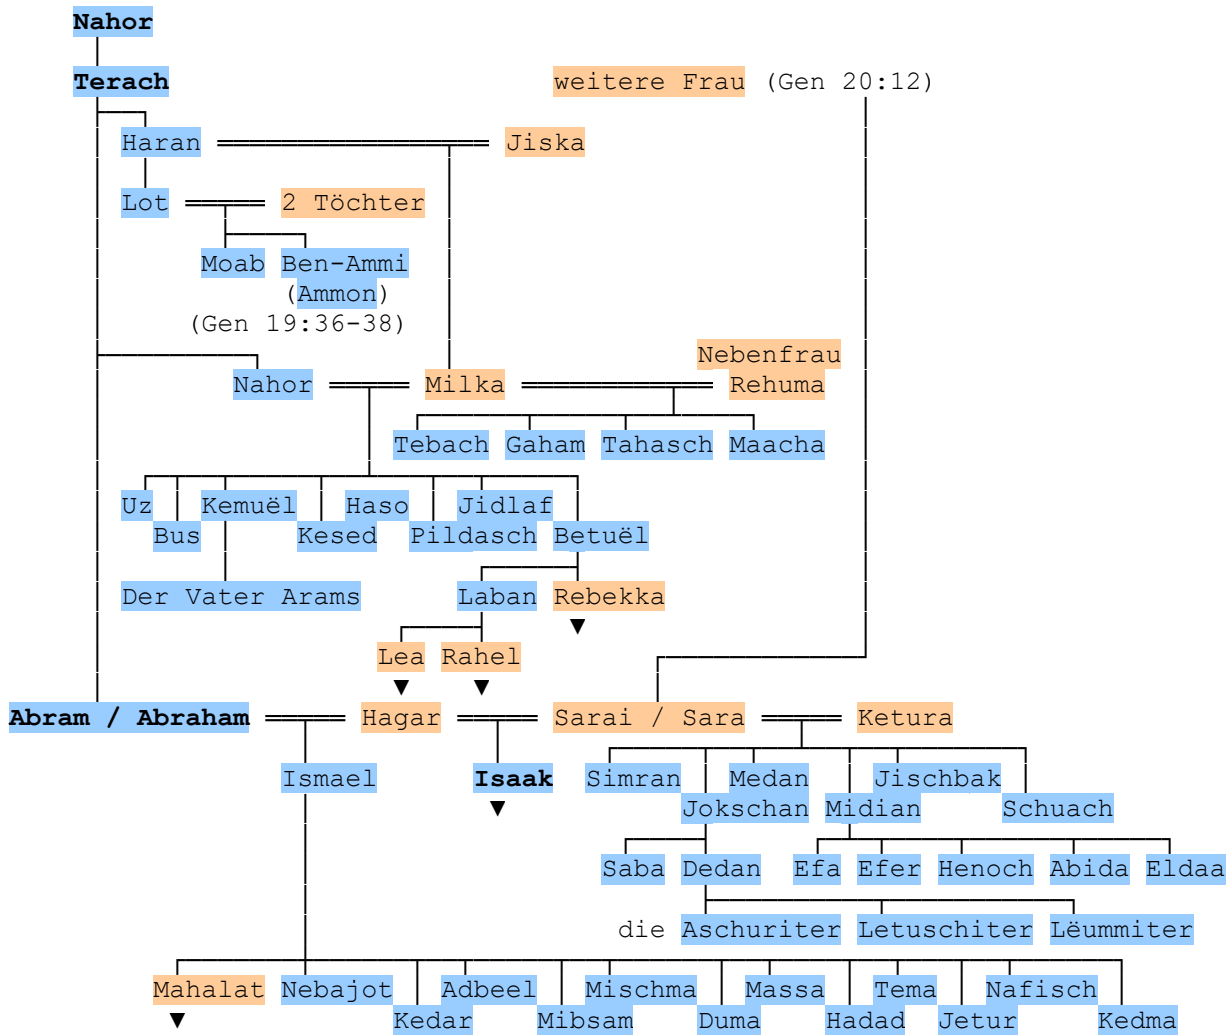 Nahor
Terach weitere Frau (Gen 20:12)
Haran Jiska
Lot 2 Töchter
Moab Ben-Ammi
(Ammon)
(Gen 19:36-38)
Nebenfrau
Nahor Milka Rehuma
Tebach Gaham Tahasch Maacha
Uz Kemuël Haso Jidlaf
Bus Kesed Pildasch Betuël
Der Vater Arams Laban Rebekka
▼
Lea Rahel
▼ ▼
Abram / Abraham Hagar Sarai / Sara Ketura
Ismael Isaak Simran Medan Jischbak
▼ Jokschan Midian Schuach
Saba Dedan Efa Efer Henoch Abida Eldaa
die Aschuriter Letuschiter Lëummiter
Mahalat Nebajot Adbeel Mischma Massa Tema Nafisch
▼ Kedar Mibsam Duma Hadad Jetur Kedma